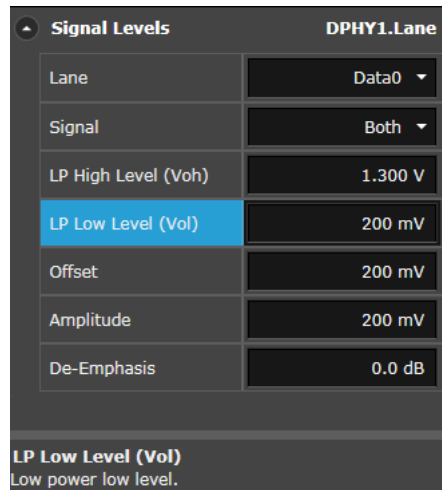 Signal Levels DPHY1.Lane
Lane Data0
Signal Both
LP High Level (Voh) 1.300 V
LP Low Level (Vol) 200 mV
Offset 200 mV
Amplitude 200 mV
De-Emphasis 0.0 dB
LP Low Level (Vol)
Low power low level.